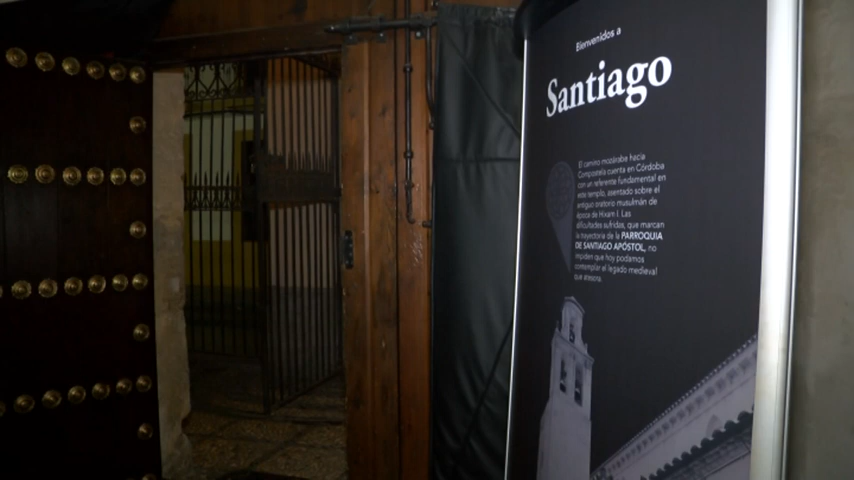 Bienvenidos a
Santiago
El camino mozárabe hacia
Compostela cuenta en Córdoba
con un referente fundamental en
este templo, asentado sobre el
antiguo oratorio musulmán de
época de Hixam I. Las
dificultades sufridas, que marcan
la trayectoria de la PARROQUIA
DE SANTIAGO APÓSTOL, no
impiden que hoy podamos
contemplar el legado medieval
que atesora.